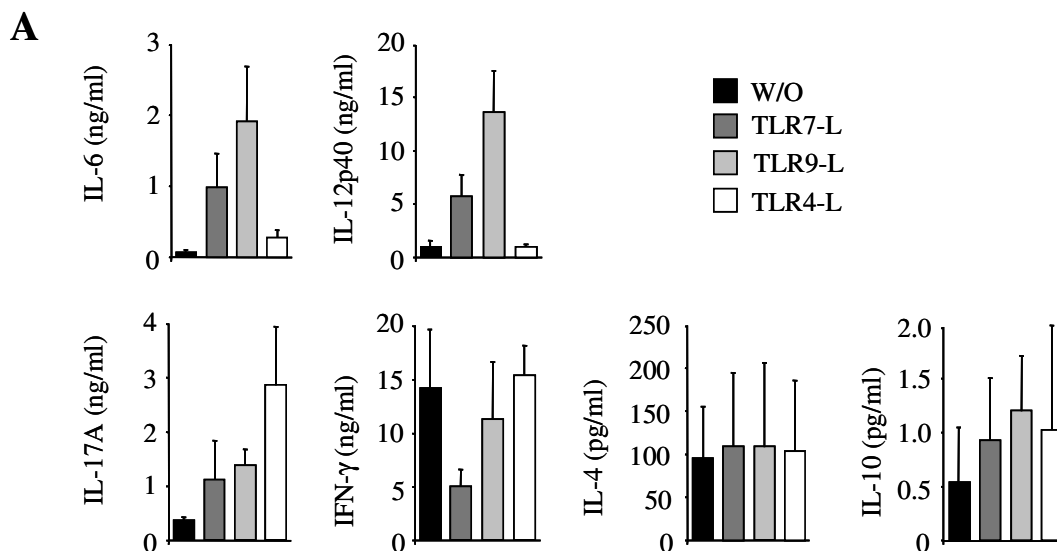 A
IL-6 (ng/ml)
3
2
1
0
IL-12p40 (ng/ml)
20
15
10
5
0
W/O
TLR7-L
TLR9-L
TLR4-L
IL-17A (ng/ml)
4
3
2
1
0
IFN-γ (ng/ml)
20
15
10
5
0
IL-4 (pg/ml)
250
200
150
100
50
0
IL-10 (pg/ml)
2.0
1.5
1.0
0.5
0